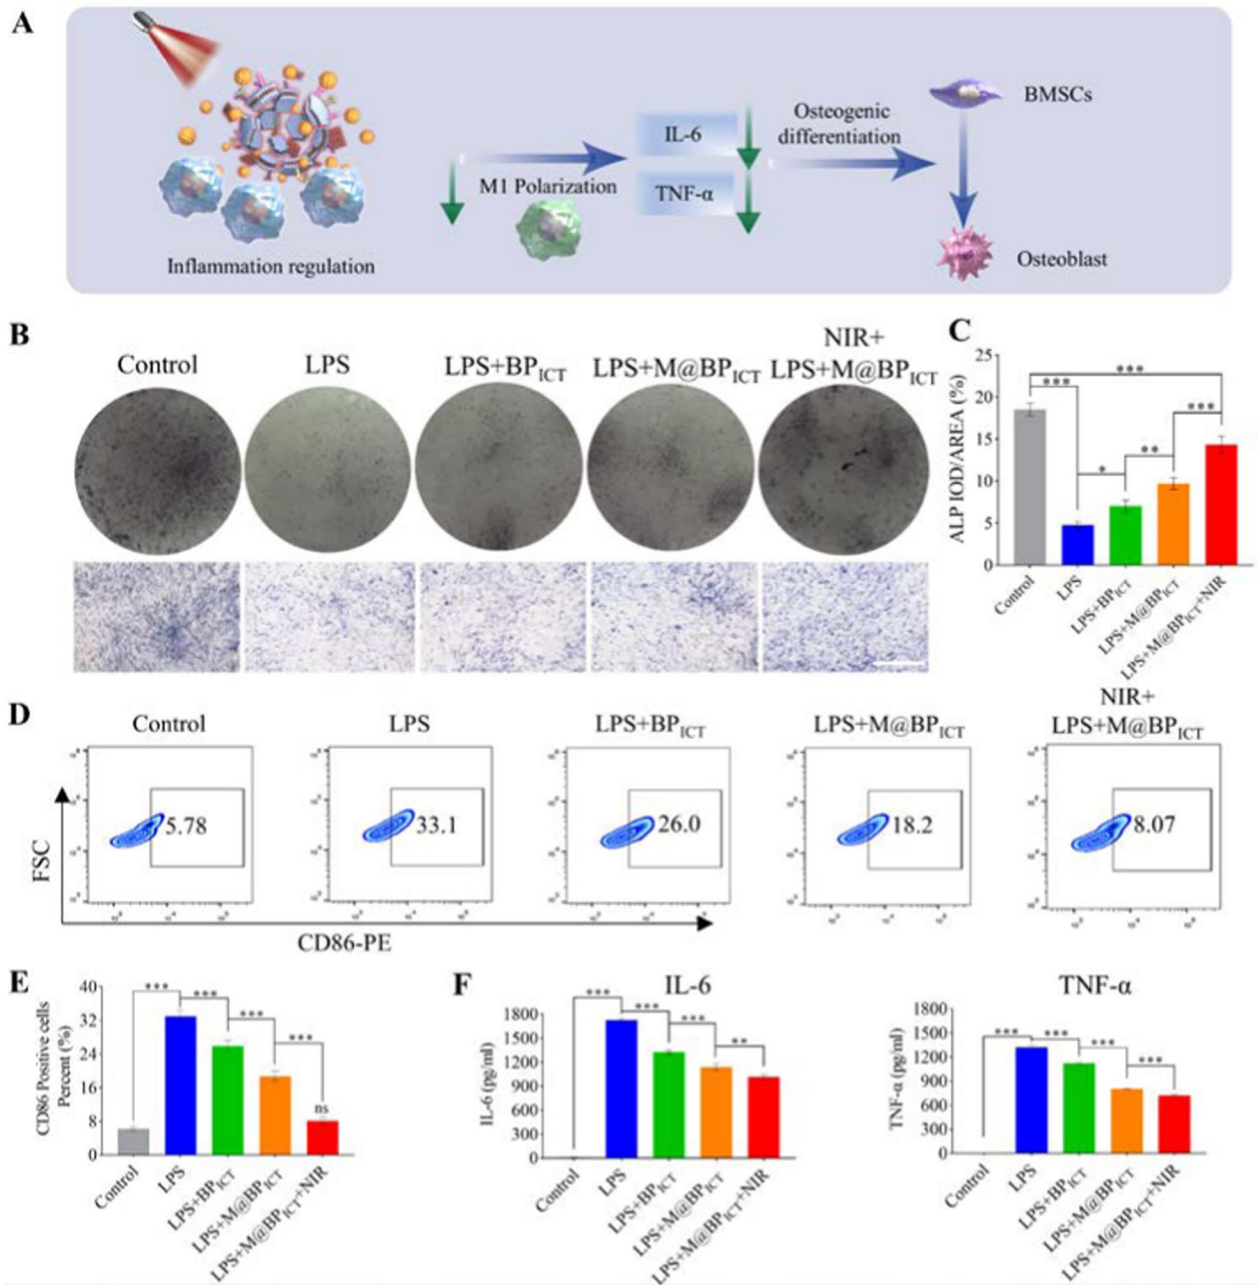 A
IL-6
TNF-α
M1 Polarization
Osteogenic
differentiation
BMSCs
Osteoblast
Inflammation regulation
B
Control
LPS
LPS+BPICT
LPS+M@BPICT
NIR+
LPS+M@BPICT
C
ALP IOD/AREA (%)
25
20
15
10
5
0
***
***
*
**
***
Control
LPS
LPS+BPICT
LPS+M@BPICT
LPS+M@BPICT+NIR
D
Control
LPS
LPS+BPICT
LPS+M@BPICT
NIR+
LPS+M@BPICT
5.78
33.1
26.0
18.2
8.07
FSC
CD86-PE
E
CD86 Positive cells
Percent (%)
40
32
24
16
8
0
***
***
***
***
ns
Control
LPS
LPS+BPICT
LPS+M@BPICT
LPS+M@BPICT+NIR
F
IL-6
IL-6 (pg/ml)
1800
1500
1200
900
600
300
0
***
***
***
**
Control
LPS
LPS+BPICT
LPS+M@BPICT
LPS+M@BPICT+NIR
TNF-α
TNF-α (pg/ml)
1800
1500
1200
900
600
300
0
***
***
***
***
Control
LPS
LPS+BPICT
LPS+M@BPICT
LPS+M@BPICT+NIR